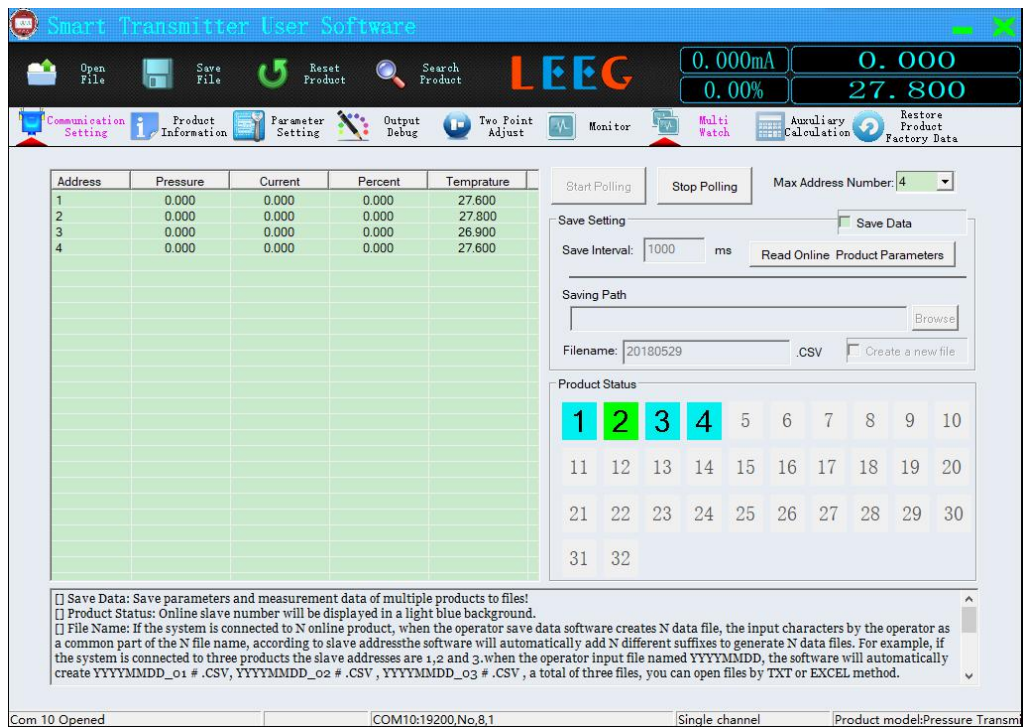 Smart Transmitter User Software
Open File
Save File
Reset Product
Search Product
LEEG
0.000mA
0.00%
0.000
27.800
Communication Setting
Product Information
Parameter Setting
Output Debug
Two Point Adjust
Monitor
Multi Watch
Auxuliary Calculation
Restore Product Factory Data
Address Pressure Current Percent Temprature
1 0.000 0.000 0.000 27.600
2 0.000 0.000 0.000 27.800
3 0.000 0.000 0.000 26.900
4 0.000 0.000 0.000 27.600
Start Polling Stop Polling Max Address Number: 4
Save Setting Save Data
Save Interval: 1000 ms Read Online Product Parameters
Saving Path
Browse
Filename: 20180529 .CSV Create a new file
Product Status
1 2 3 4 5 6 7 8 9 10
11 12 13 14 15 16 17 18 19 20
21 22 23 24 25 26 27 28 29 30
31 32
[] Save Data: Save parameters and measurement data of multiple products to files!
[] Product Status: Online slave number will be displayed in a light blue background.
[] File Name: If the system is connected to N online product, when the operator save data software creates N data file, the input characters by the operator as
a common part of the N file name, according to slave addressthe software will automatically add N different suffixes to generate N data files. For example, if
the system is connected to three products the slave addresses are 1,2 and 3.when the operator input file named YYYYMMDD, the software will automatically
create YYYYMMDD_01 # .CSV, YYYYMMDD_02 # .CSV , YYYYMMDD_03 # .CSV , a total of three files, you can open files by TXT or EXCEL method.
Com 10 Opened COM10:19200,No,8,1 Single channel Product model:Pressure Transmi